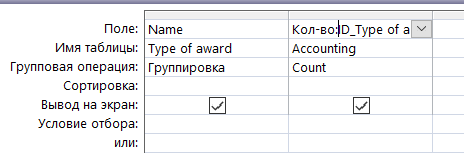 Поле: Name Кол-во:ID_Type of a
Имя таблицы: Type of award Accounting
Групповая операция: Группировка Count
Сортировка:
Вывод на экран:
Условие отбора:
или: